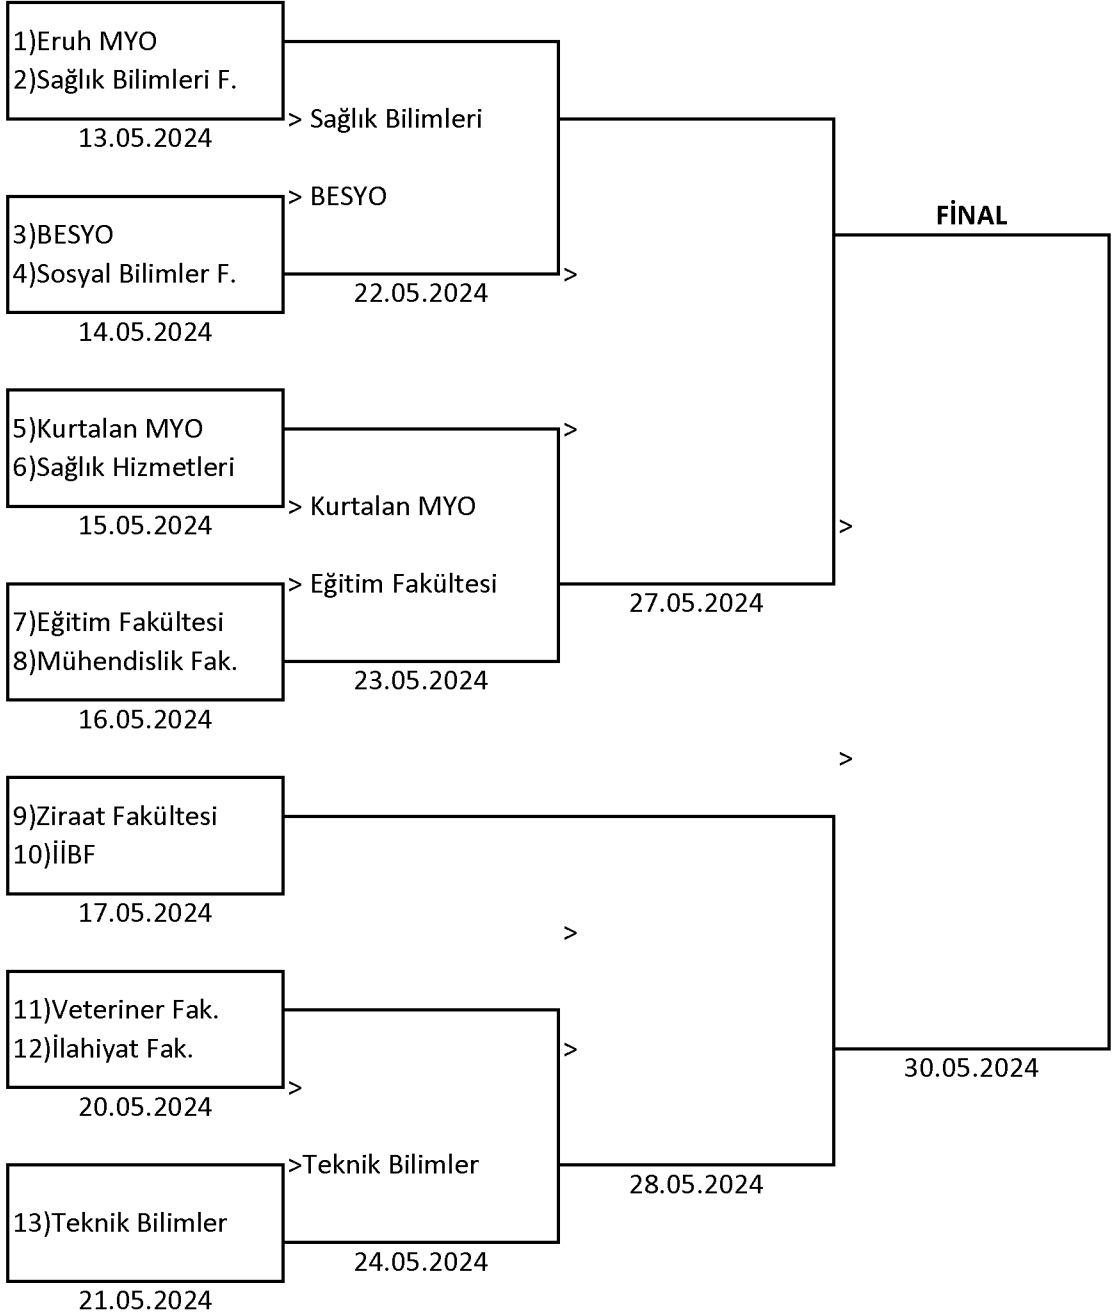 1)Eruh MYO
2)Sağlık Bilimleri F.
13.05.2024
> Sağlık Bilimleri
> BESYO
3)BESYO
4)Sosyal Bilimler F.
14.05.2024
22.05.2024
>
FİNAL
5)Kurtalan MYO
6)Sağlık Hizmetleri
15.05.2024
>
> Kurtalan MYO
> Eğitim Fakültesi
7)Eğitim Fakültesi
8)Mühendislik Fak.
16.05.2024
23.05.2024
>
27.05.2024
>
9)Ziraat Fakültesi
10)İİBF
17.05.2024
>
11)Veteriner Fak.
12)İlahiyat Fak.
20.05.2024
>
>
>Teknik Bilimler
13)Teknik Bilimler
21.05.2024
24.05.2024
28.05.2024
30.05.2024